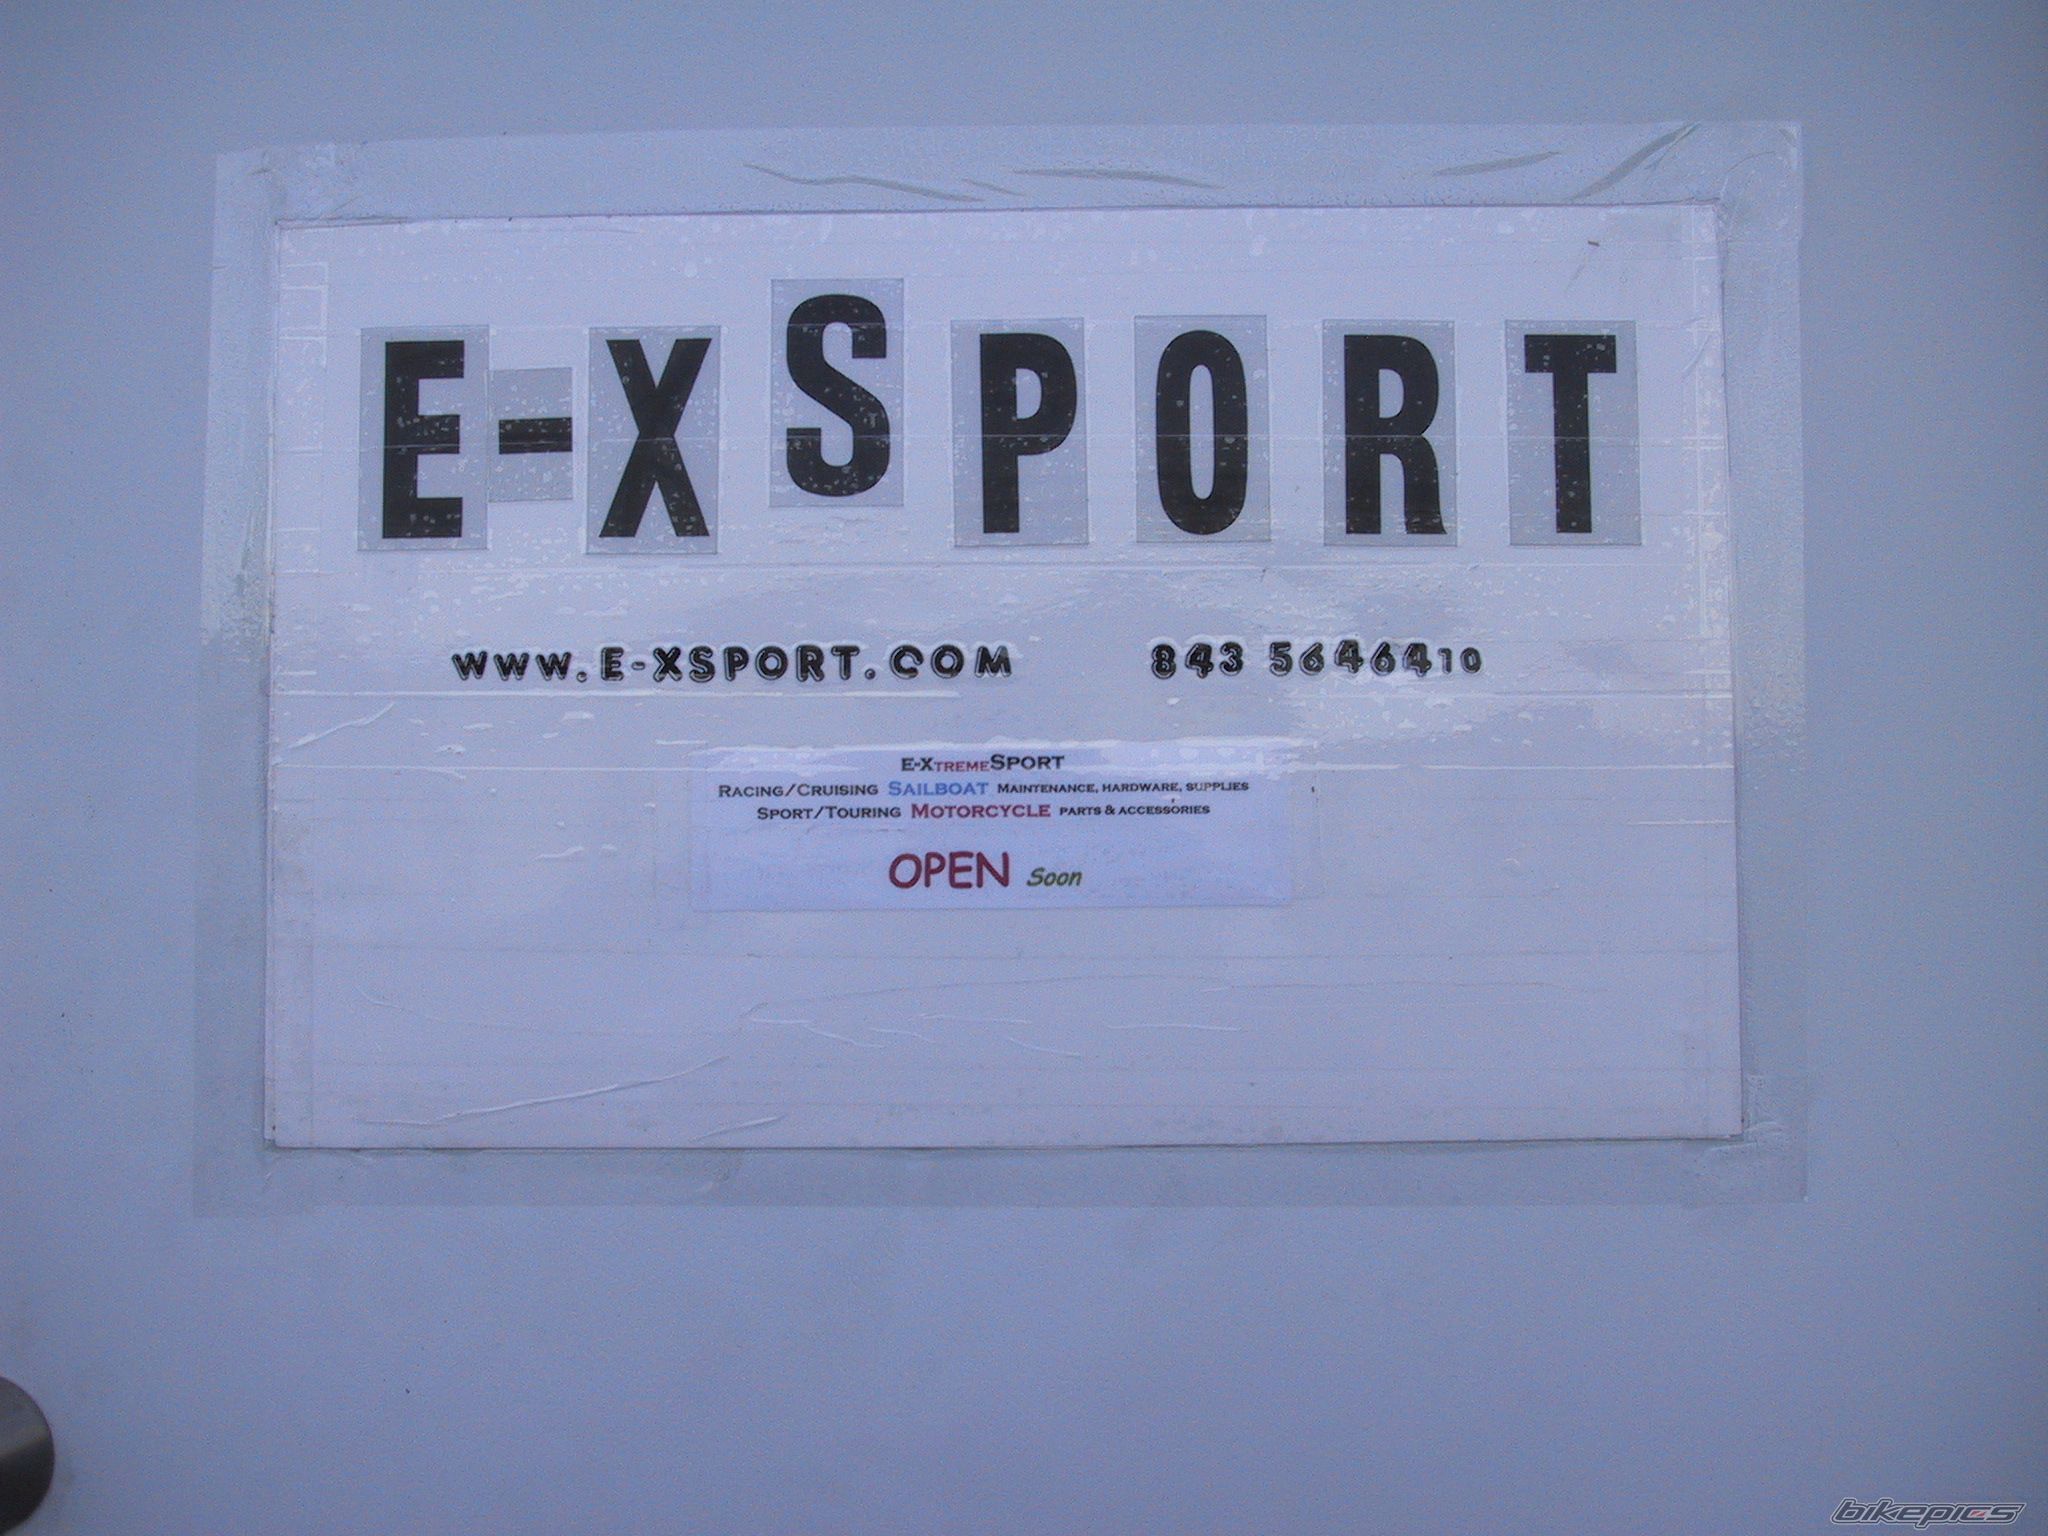 E-XSPORT
WWW.E-XSPORT.COM 843 5646410
E-XTREMESPORT
RACING/CRUISING SAILBOAT MAINTENANCE, HARDWARE, SUPPLIES
SPORT/TOURING MOTORCYCLE PARTS & ACCESSORIES
OPEN Soon
bikepics